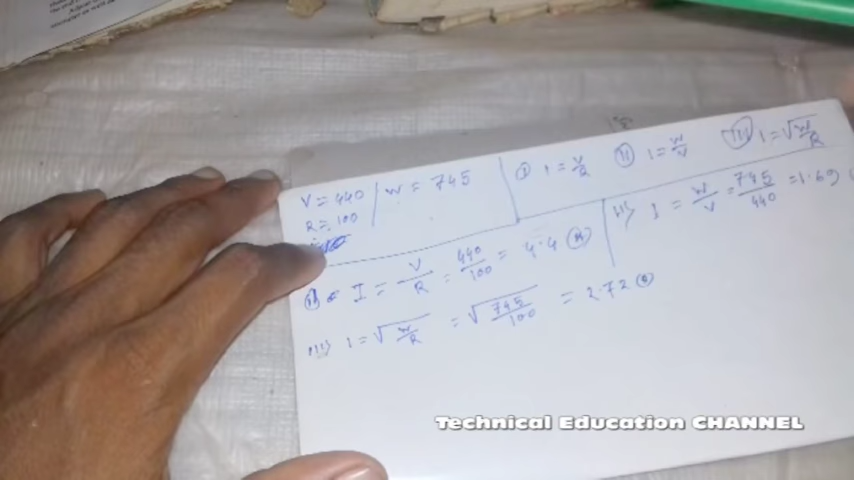 V = 440
R = 100
W = 745
Ⓘ I = V/R
Ⓘⓘ I = W/V
Ⓘⓘⓘ I = √W/R
I = V/R = 440/100 = 4.4 Ⓐ
II) I = W/V = 745/440 = 1.69
III) I = √W/R = √745/100 = 2.72 Ⓐ
Technical Education CHANNEL